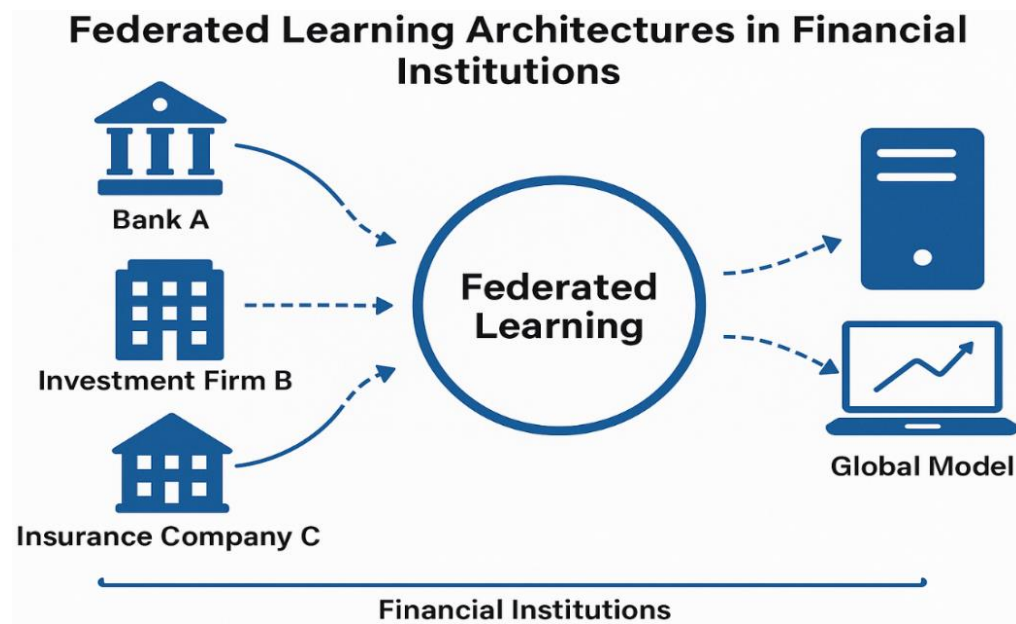 Federated Learning Architectures in Financial
Institutions
Bank A
Investment Firm B
Insurance Company C
Federated
Learning
Global Model
Financial Institutions